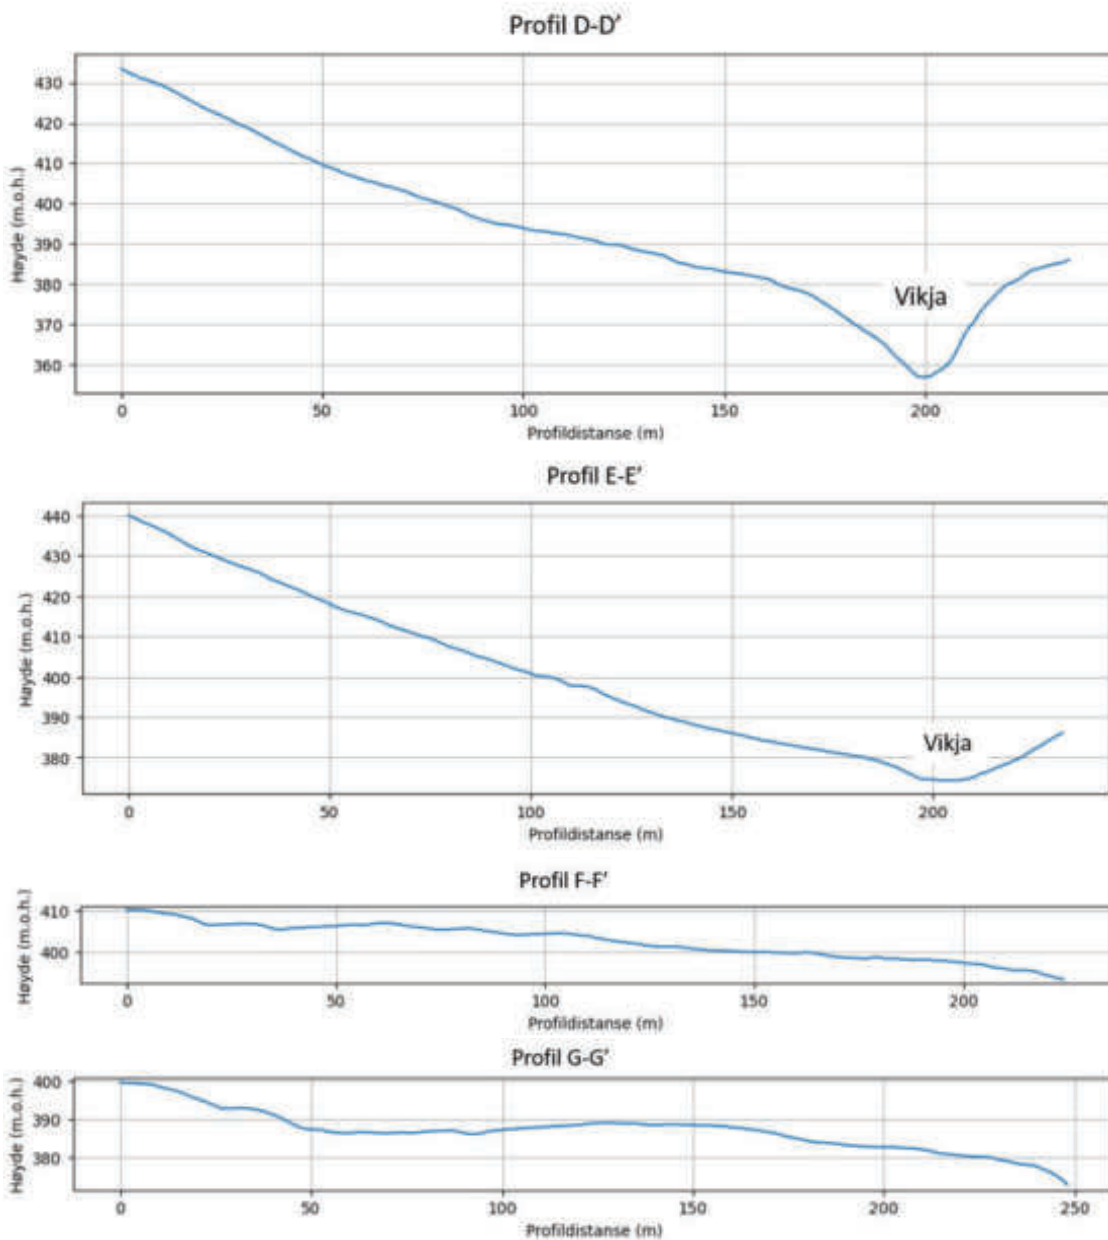 Profil D-D’
430
420
410
400
390
380
370
360
Høyde (m.o.h.)
Vikja
0 50 100 150 200
Profildistanse (m)
Profil E-E’
440
430
420
410
400
390
380
Høyde (m.o.h.)
Vikja
0 50 100 150 200
Profildistanse (m)
Profil F-F’
410
400
Høyde (m.o.h.)
0 50 100 150 200
Profildistanse (m)
Profil G-G’
400
390
380
Høyde (m.o.h.)
0 50 100 150 200 250
Profildistanse (m)